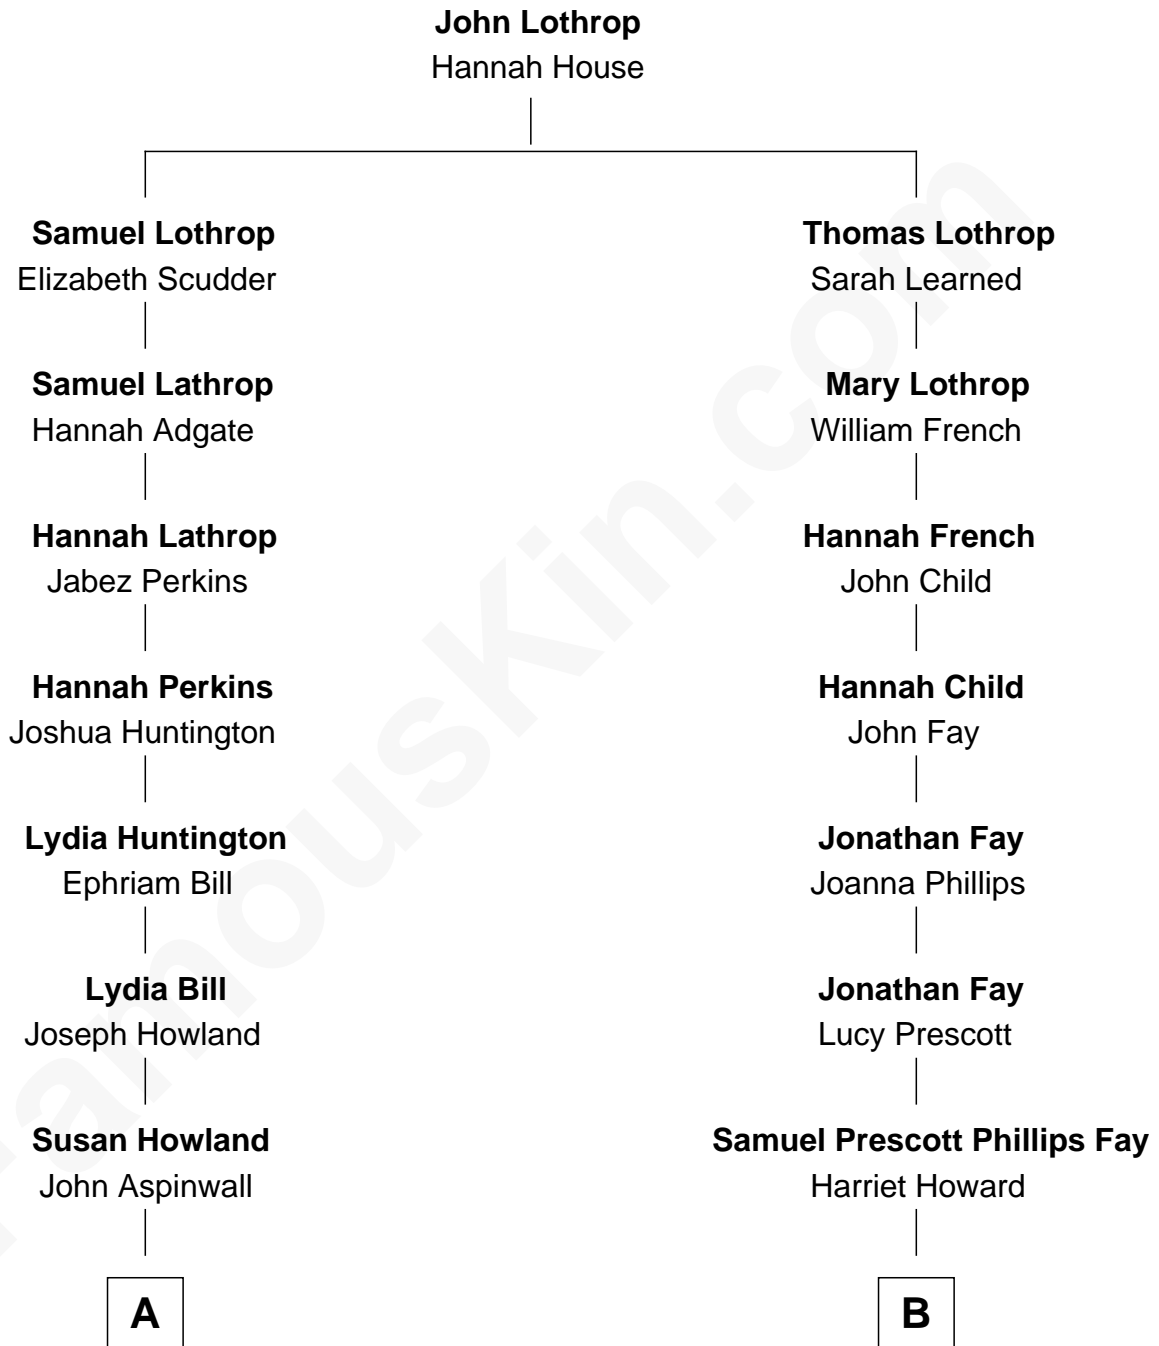 John Lothrop
Hannah House
Samuel Lothrop
Elizabeth Scudder
Thomas Lothrop
Sarah Learned
Samuel Lathrop
Hannah Adgate
Mary Lothrop
William French
Hannah Lathrop
Jabez Perkins
Hannah French
John Child
Hannah Perkins
Joshua Huntington
Hannah Child
John Fay
Lydia Huntington
Ephriam Bill
Jonathan Fay
Joanna Phillips
Lydia Bill
Joseph Howland
Jonathan Fay
Lucy Prescott
Susan Howland
John Aspinwall
Samuel Prescott Phillips Fay
Harriet Howard
A
B
FamousKin.com